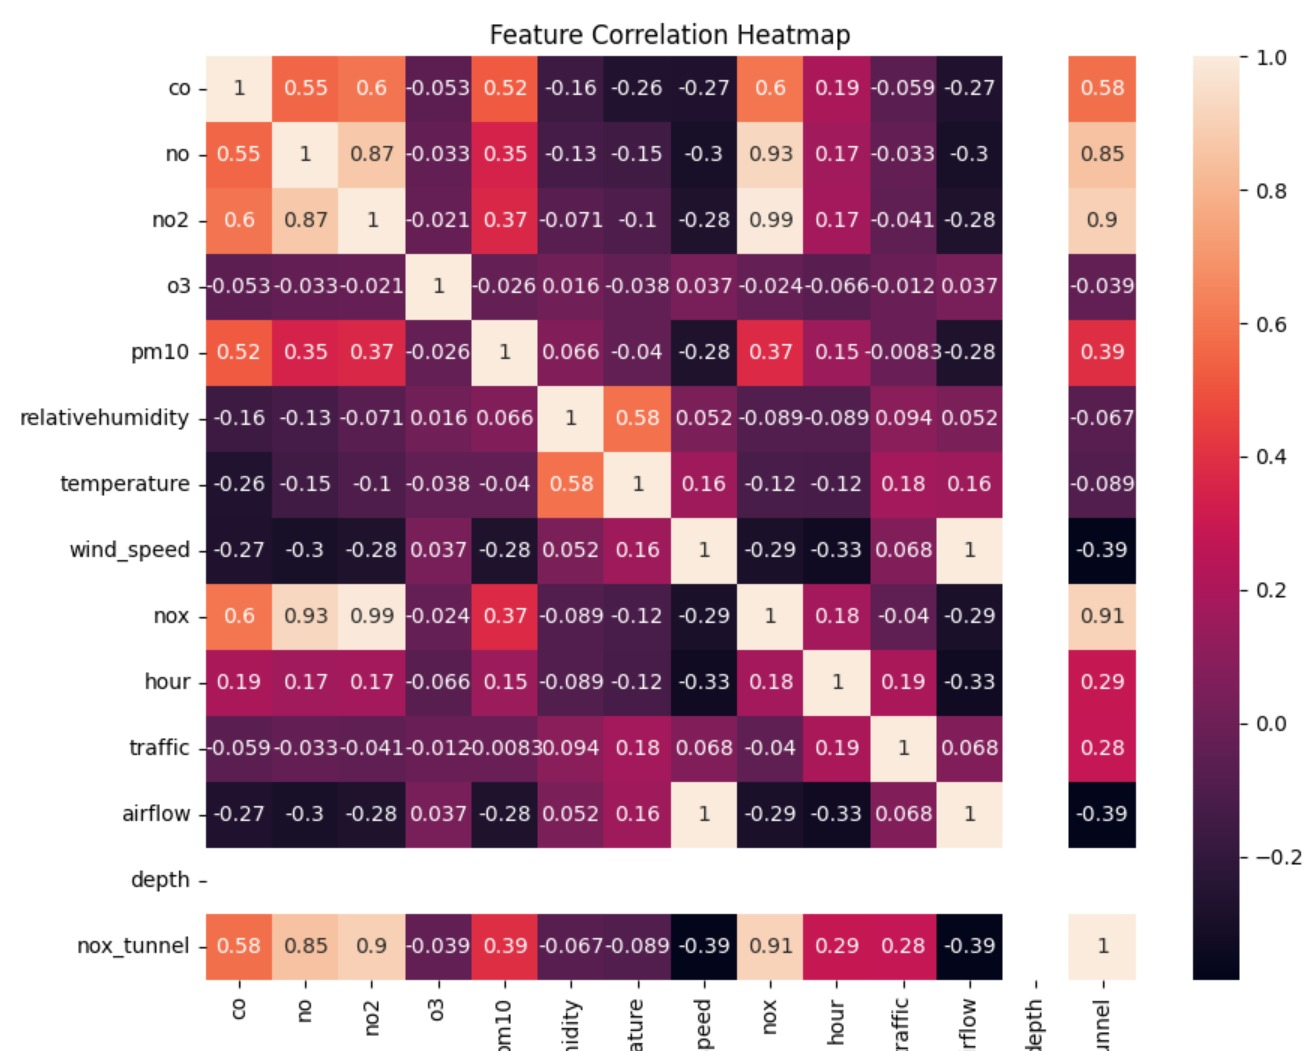 Feature Correlation Heatmap
co 1 0.55 0.6 -0.053 0.52 -0.16 -0.26 -0.27 0.6 0.19 -0.059 -0.27 0.58
no 0.55 1 0.87 -0.033 0.35 -0.13 -0.15 -0.3 0.93 0.17 -0.033 -0.3 0.85
no2 0.6 0.87 1 -0.021 0.37 -0.071 -0.1 -0.28 0.99 0.17 -0.041 -0.28 0.9
o3 -0.053 -0.033 -0.021 1 -0.026 0.016 -0.038 0.037 -0.024 -0.066 -0.012 0.037 -0.039
pm10 0.52 0.35 0.37 -0.026 1 0.066 -0.04 -0.28 0.37 0.15 -0.0083 -0.28 0.39
relativehumidity -0.16 -0.13 -0.071 0.016 0.066 1 0.58 0.052 -0.089 -0.089 0.094 0.052 -0.067
temperature -0.26 -0.15 -0.1 -0.038 -0.04 0.58 1 0.16 -0.12 -0.12 0.18 0.16 -0.089
wind_speed -0.27 -0.3 -0.28 0.037 -0.28 0.052 0.16 1 -0.29 -0.33 0.068 1 -0.39
nox 0.6 0.93 0.99 -0.024 0.37 -0.089 -0.12 -0.29 1 0.18 -0.04 -0.29 0.91
hour 0.19 0.17 0.17 -0.066 0.15 -0.089 -0.12 -0.33 0.18 1 0.19 -0.33 0.29
traffic -0.059 -0.033 -0.041 -0.012 -0.0083 0.094 0.18 0.068 -0.04 0.19 1 0.068 0.28
airflow -0.27 -0.3 -0.28 0.037 -0.28 0.052 0.16 1 -0.29 -0.33 0.068 1 -0.39
depth
nox_tunnel 0.58 0.85 0.9 -0.039 0.39 -0.067 -0.089 -0.39 0.91 0.29 0.28 -0.39 1
co no no2 o3 pm10 midity ature peed nox hour raffic rflow depth unnel
1.0
0.8
0.6
0.4
0.2
0.0
−0.2